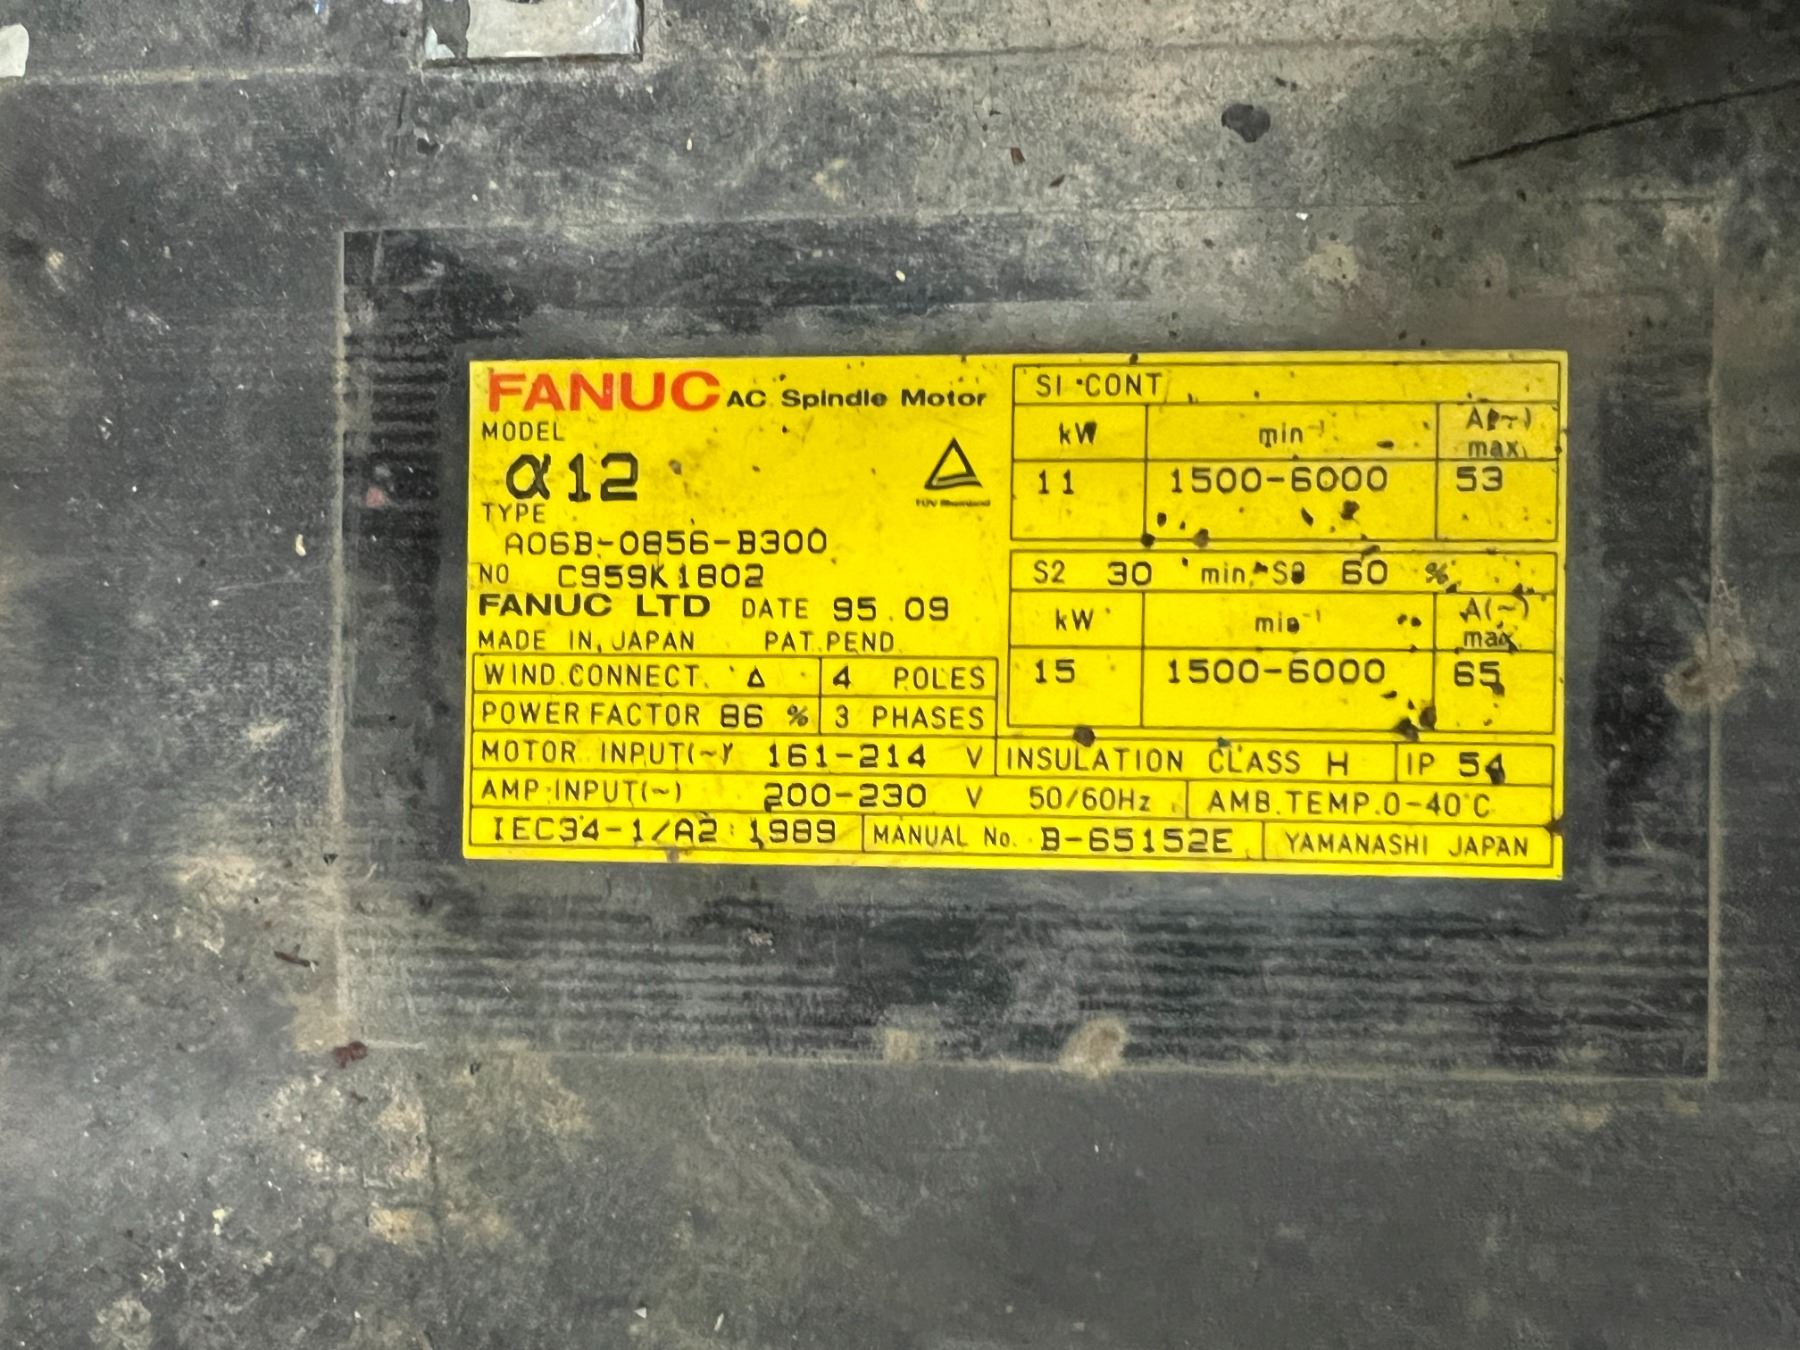 FANUC AC Spindle Motor
MODEL
α12
TYPE
A06B-0856-B300
NO C959K1802
FANUC LTD DATE 95.09
MADE IN JAPAN PAT.PEND.
WIND.CONNECT. Δ 4 POLES
POWER FACTOR 86 % 3 PHASES
MOTOR INPUT(~) 161-214 V
AMP.INPUT(~) 200-230 V 50/60Hz
IEC34-1/A2:1989
MANUAL No. B-65152E
S1 CONT
kW min⁻¹ A(~) max.
11 1500-6000 53
S2 30 min. S3 60 %
kW min⁻¹ A(~) max.
15 1500-6000 65
INSULATION CLASS H IP 54
AMB.TEMP.0-40°C
YAMANASHI JAPAN